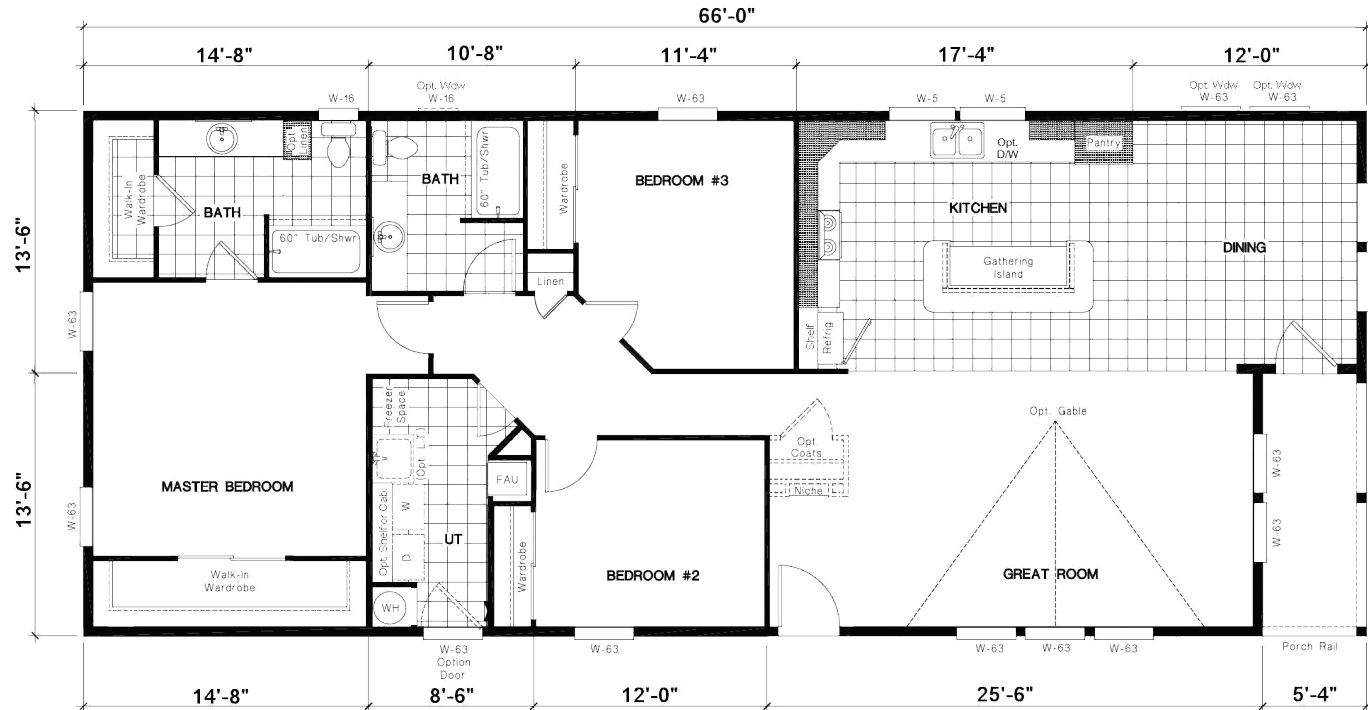 66'-0"
14'-8"
10'-8"
11'-4"
17'-4"
12'-0"
Opt. Wdw
W-16
W-16
W-63
W-5
W-5
Opt. Wdw
W-63
Opt. Wdw
W-63
13'-6"
13'-6"
Walk-In
Wardrobe
BATH
Opt.
Linen
60" Tub/Shwr
BATH
60" Tub/Shwr
Wardrobe
Linen
BEDROOM #3
Opt.
D/W
Pantry
KITCHEN
Gathering
Island
DINING
Shelf
Refrig
W-63
W-63
MASTER BEDROOM
Walk-In
Wardrobe
Freezer
Space
(Opt. L.T.)
Opt. Shelf or Cab.
W
D
WH
UT
FAU
Wardrobe
BEDROOM #2
Opt.
Coats
Niche
Opt. Gable
GREAT ROOM
W-63
W-63
W-63
Option
Door
W-63
W-63
W-63
W-63
Porch Rail
14'-8"
8'-6"
12'-0"
25'-6"
5'-4"